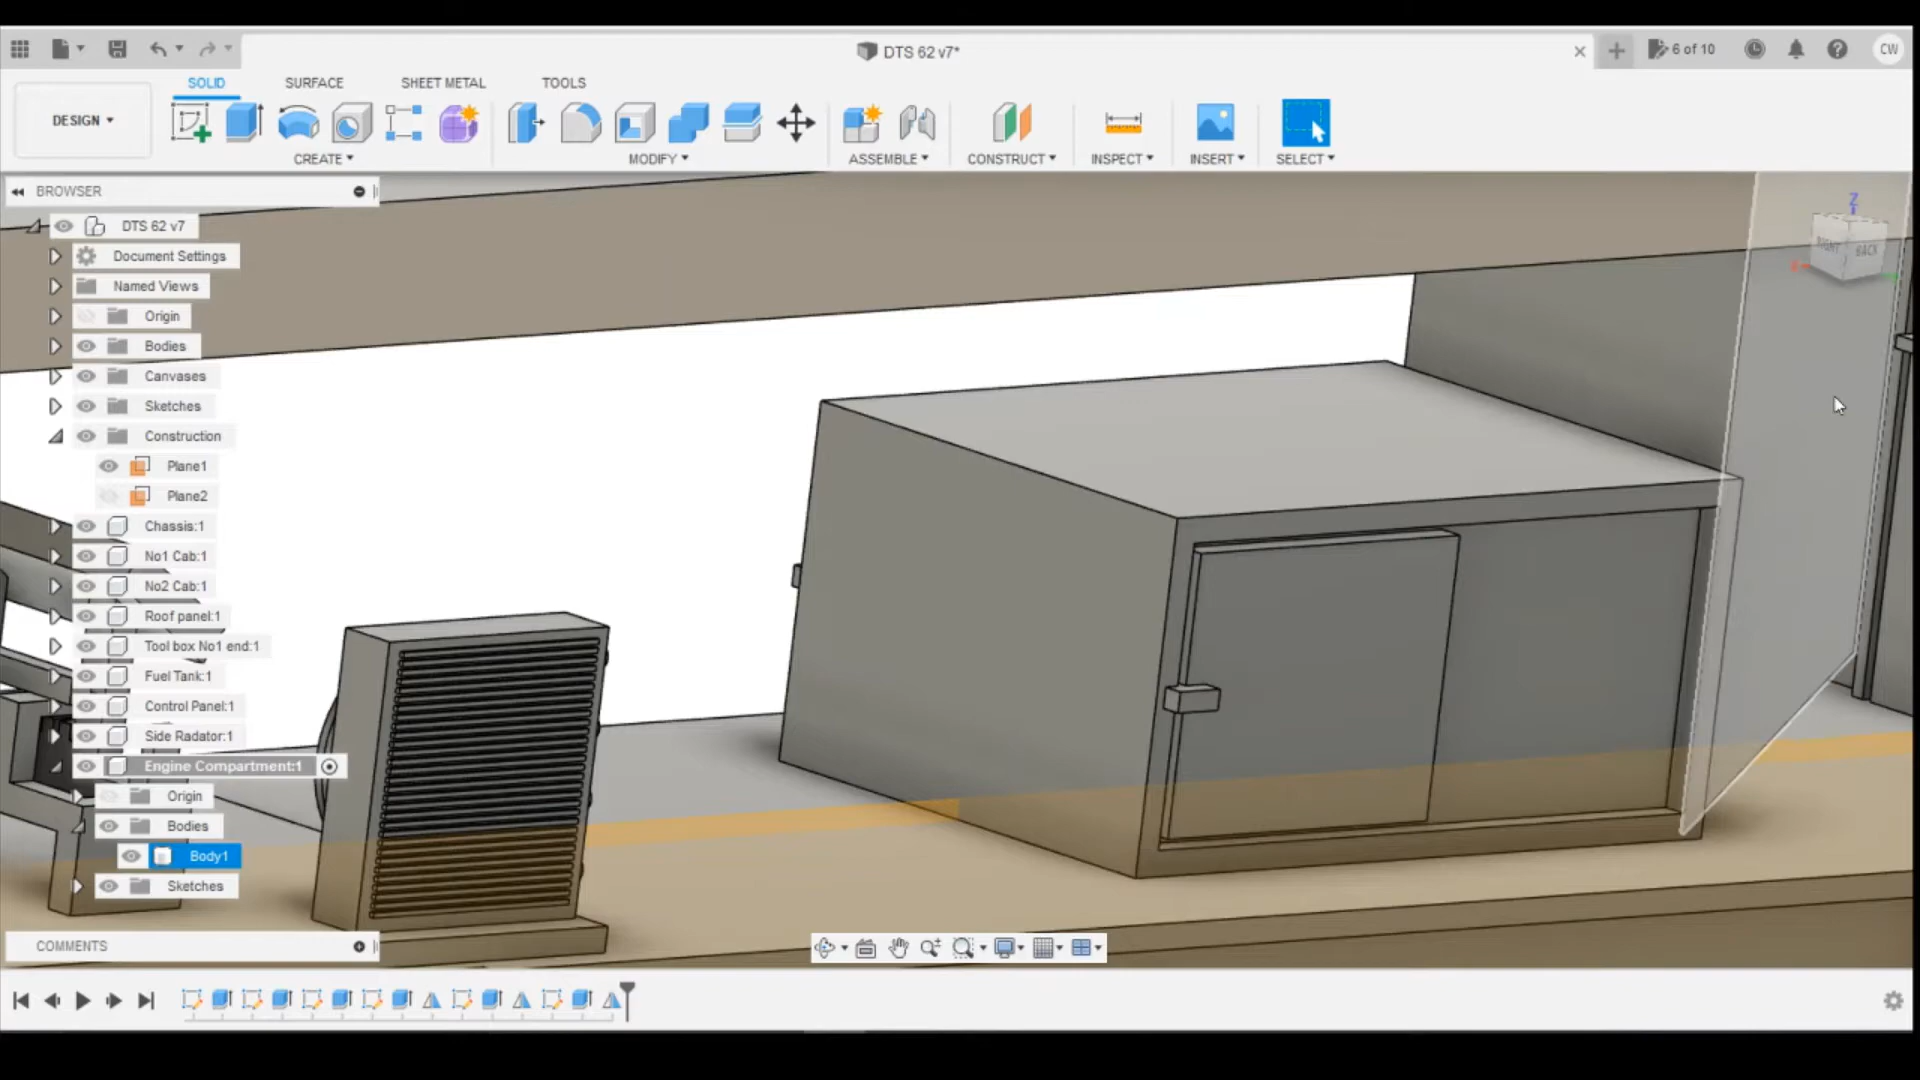 DTS 62 v7*
6 of 10
CW
DESIGN
SOLID
SURFACE
SHEET METAL
TOOLS
CREATE
MODIFY
ASSEMBLE
CONSTRUCT
INSPECT
INSERT
SELECT
BROWSER
DTS 62 v7
Document Settings
Named Views
Origin
Bodies
Canvases
Sketches
Construction
Plane1
Plane2
Chassis:1
No1 Cab:1
No2 Cab:1
Roof panel:1
Tool box No1 end:1
Fuel Tank:1
Control Panel:1
Side Radator:1
Engine Compartment:1
Origin
Bodies
Body1
Sketches
COMMENTS
Z
RIGHT
BACK